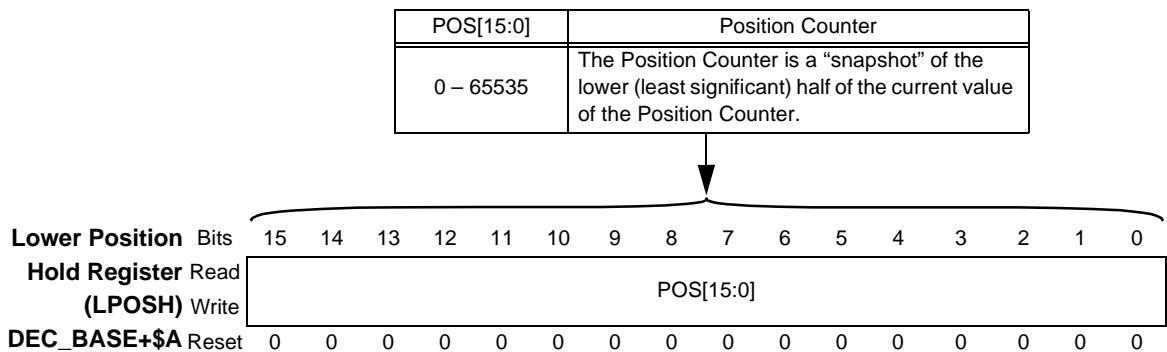 POS[15:0] Position Counter
0 – 65535 The Position Counter is a “snapshot” of the lower (least significant) half of the current value of the Position Counter.
Lower Position Bits 15 14 13 12 11 10 9 8 7 6 5 4 3 2 1 0
Hold Register Read
POS[15:0]
(LPOSH) Write
DEC_BASE+$A Reset 0 0 0 0 0 0 0 0 0 0 0 0 0 0 0 0